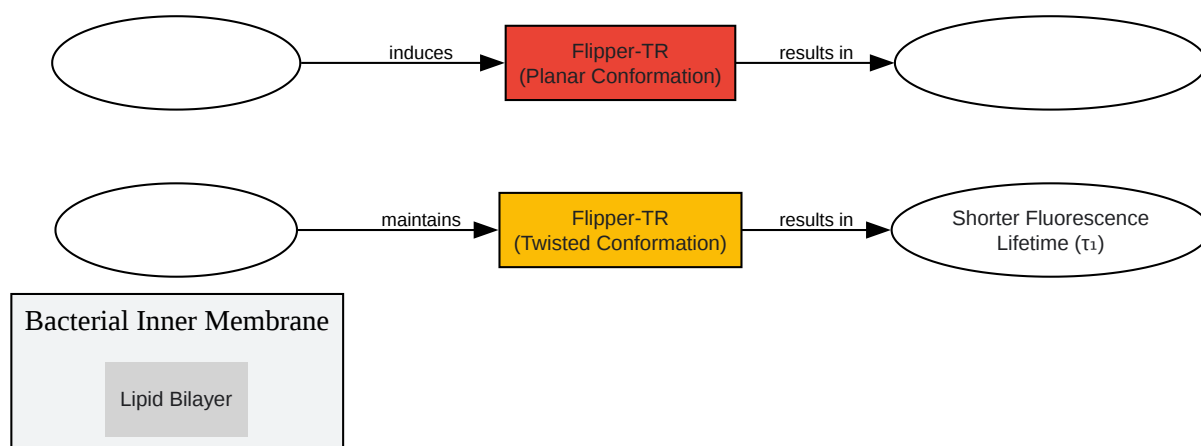 induces
Flipper-TR
(Planar Conformation)
results in
maintains
Flipper-TR
(Twisted Conformation)
results in
Shorter Fluorescence
Lifetime (τ₁)
Bacterial Inner Membrane
Lipid Bilayer